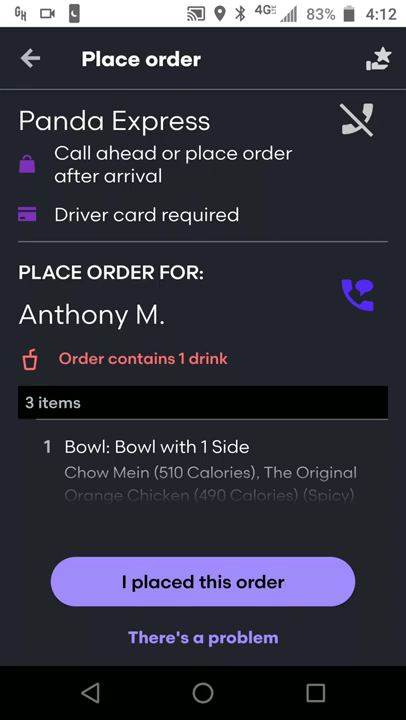 GH 4G 83% 4:12
Place order
Panda Express
Call ahead or place order
after arrival
Driver card required
PLACE ORDER FOR:
Anthony M.
Order contains 1 drink
3 items
1 Bowl: Bowl with 1 Side
Chow Mein (510 Calories), The Original
Orange Chicken (490 Calories) (Spicy)
I placed this order
There's a problem